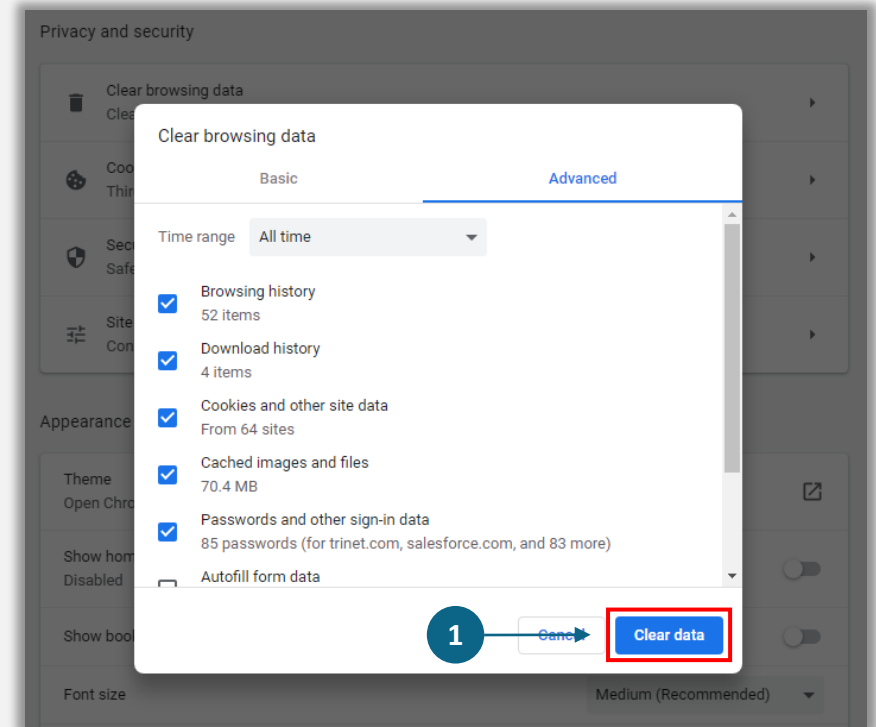 Privacy and security
Clear browsing data
Clea
Clear browsing data
Basic
Advanced
Coo
Thir
Time range
All time
Secu
Safe
Browsing history
52 items
Site
Con
Download history
4 items
Cookies and other site data
From 64 sites
Appearance
Cached images and files
70.4 MB
Theme
Open Chro
Passwords and other sign-in data
85 passwords (for trinet.com, salesforce.com, and 83 more)
Show hom
Disabled
Autofill form data
Show bool
1
Cancel
Clear data
Font size
Medium (Recommended)